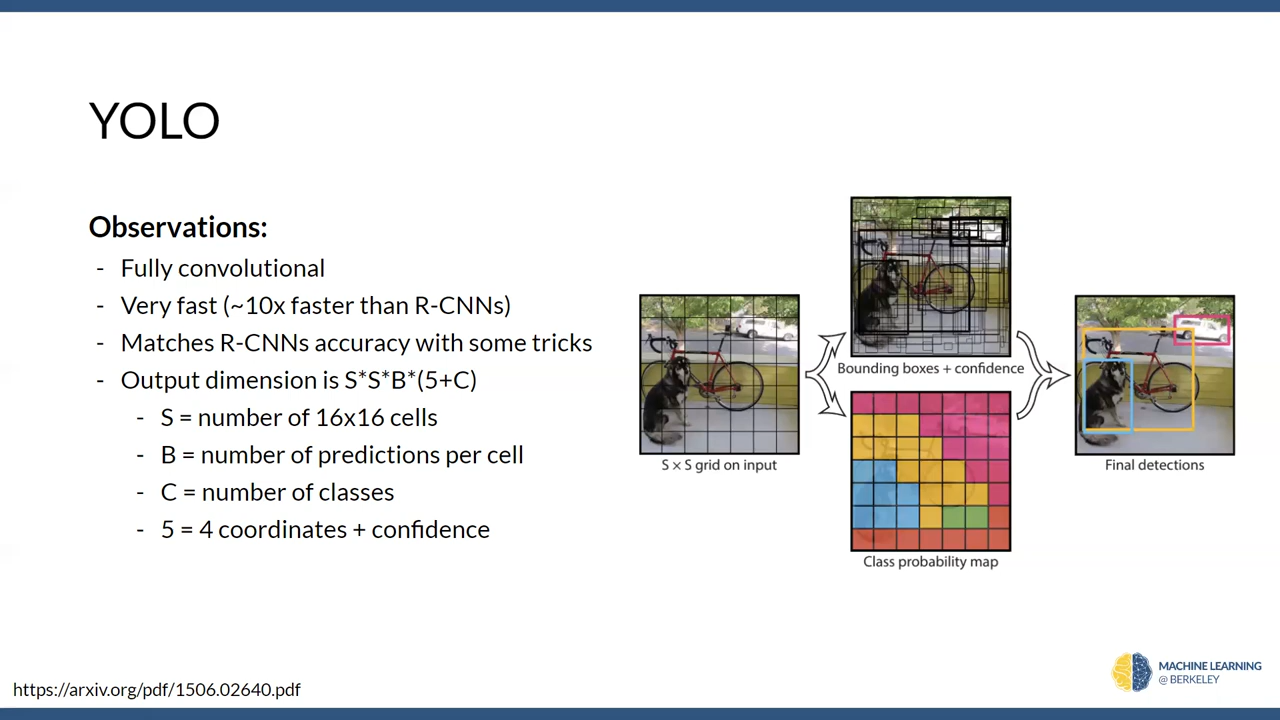 YOLO
Observations:
- Fully convolutional
- Very fast (~10x faster than R-CNNs)
- Matches R-CNNs accuracy with some tricks
- Output dimension is S*S*B*(5+C)
- S = number of 16x16 cells
- B = number of predictions per cell
- C = number of classes
- 5 = 4 coordinates + confidence
S × S grid on input
Bounding boxes + confidence
Class probability map
Final detections
https://arxiv.org/pdf/1506.02640.pdf
MACHINE LEARNING
@ BERKELEY